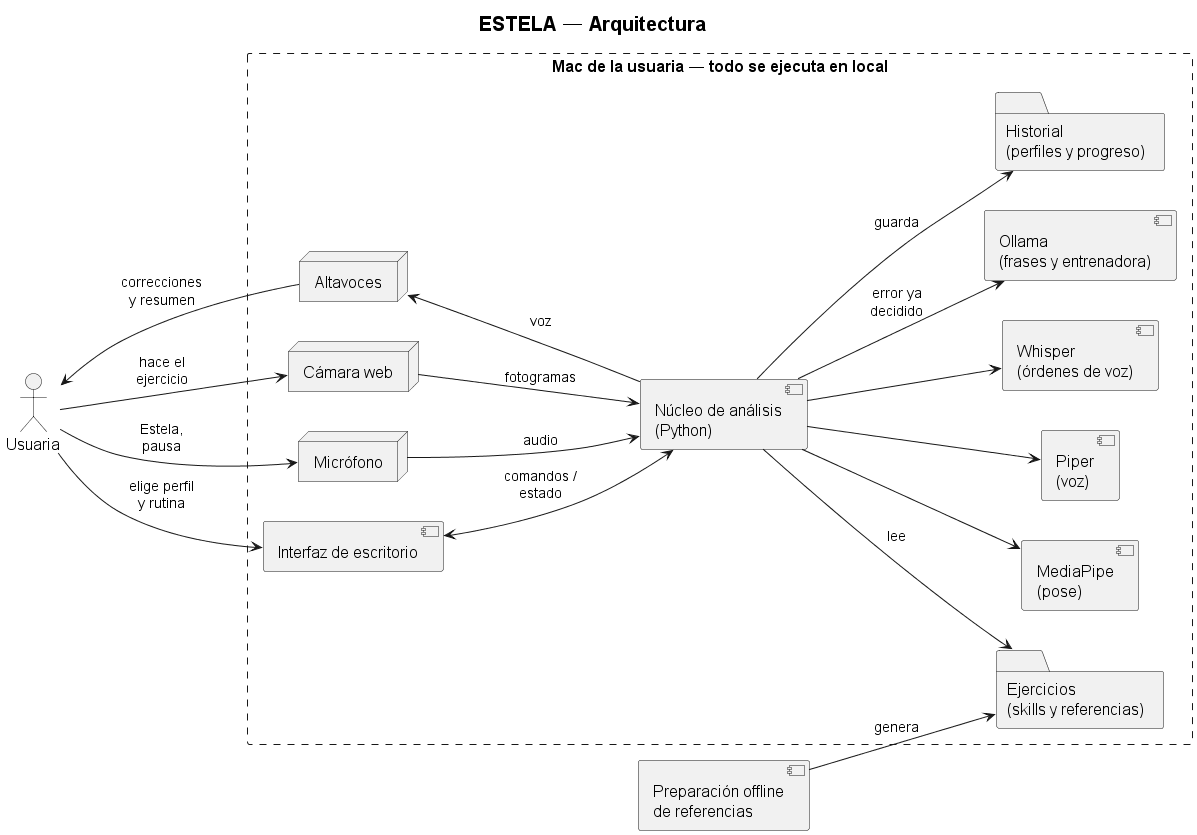 ESTELA — Arquitectura
Mac de la usuaria — todo se ejecuta en local
Historial
(perfiles y progreso)
guarda
Ollama
(frases y entrenadora)
correcciones
y resumen
Altavoces
error ya
decidido
voz
Whisper
(órdenes de voz)
hace el
ejercicio
Cámara web
fotogramas
Núcleo de análisis
(Python)
Usuaria
Estela,
pausa
Micrófono
audio
Piper
(voz)
elige perfil
y rutina
comandos /
estado
Interfaz de escritorio
lee
MediaPipe
(pose)
Ejercicios
(skills y referencias)
genera
Preparación offline
de referencias